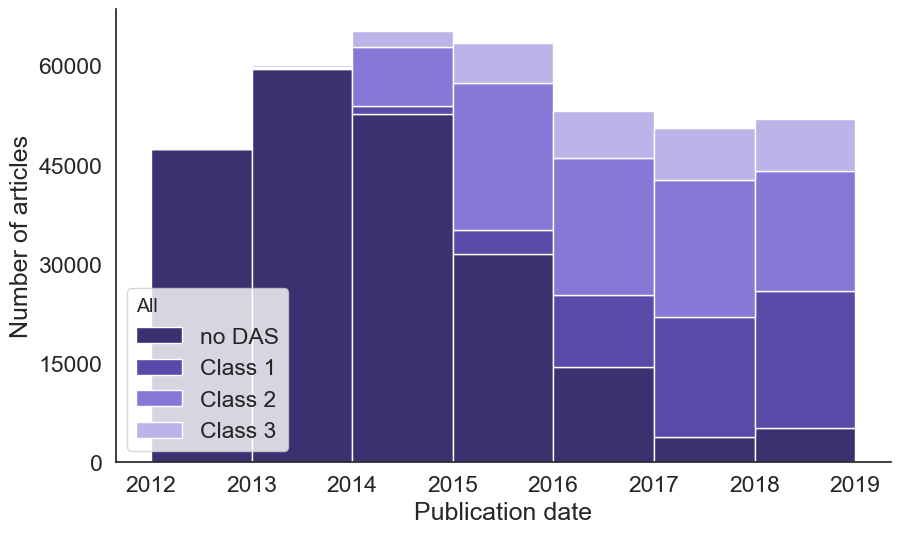 Number of articles
60000
45000
30000
15000
0
All
no DAS
Class 1
Class 2
Class 3
2012 2013 2014 2015 2016 2017 2018 2019
Publication date